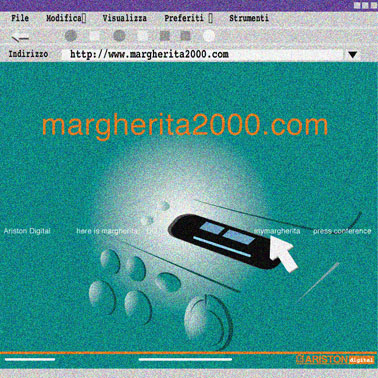 File Modifica Visualizza Preferiti Strumenti
Indirizzo http://www.margherita2000.com
margherita2000.com
Ariston Digital here is margherita mymargherita press conference
ARISTON digital